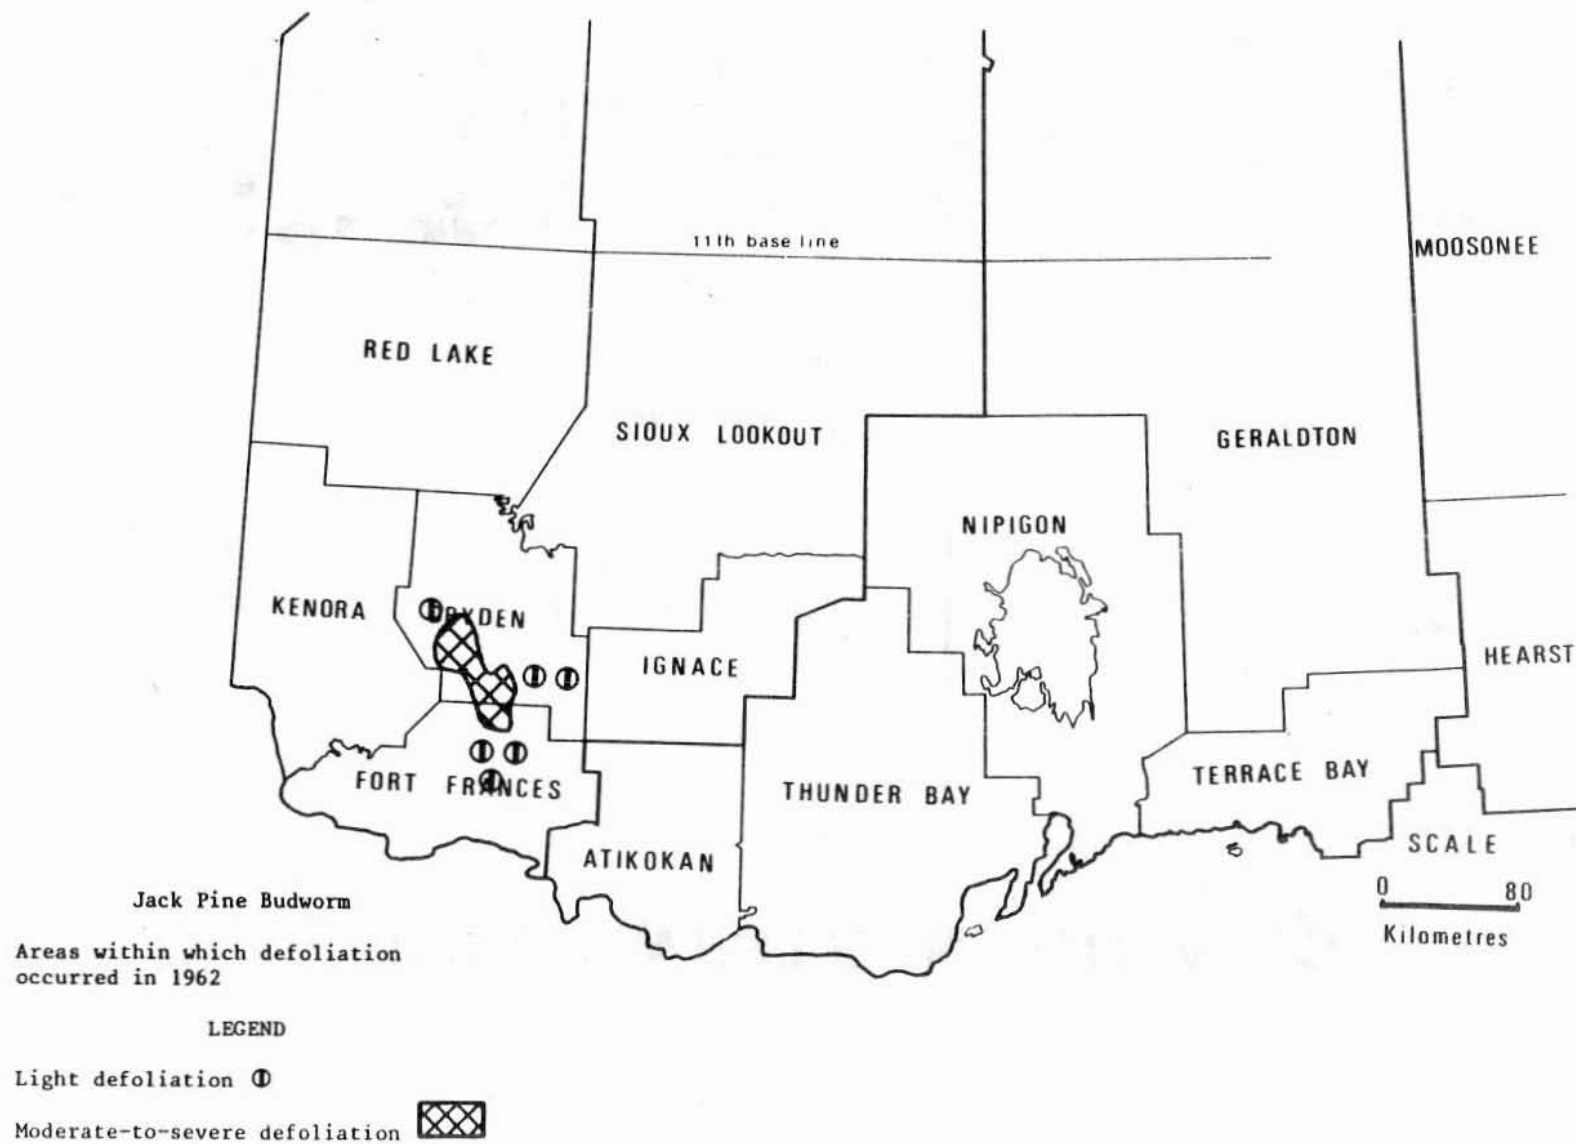 11th base line
MOOSONEE
RED LAKE
SIOUX LOOKOUT
GERALDTON
NIPIGON
KENORA
DRYDEN
IGNACE
HEARST
FORT FRANCES
THUNDER BAY
TERRACE BAY
ATIKOKAN
SCALE
0 80
Kilometres
Jack Pine Budworm
Areas within which defoliation
occurred in 1962
LEGEND
Light defoliation
Moderate-to-severe defoliation